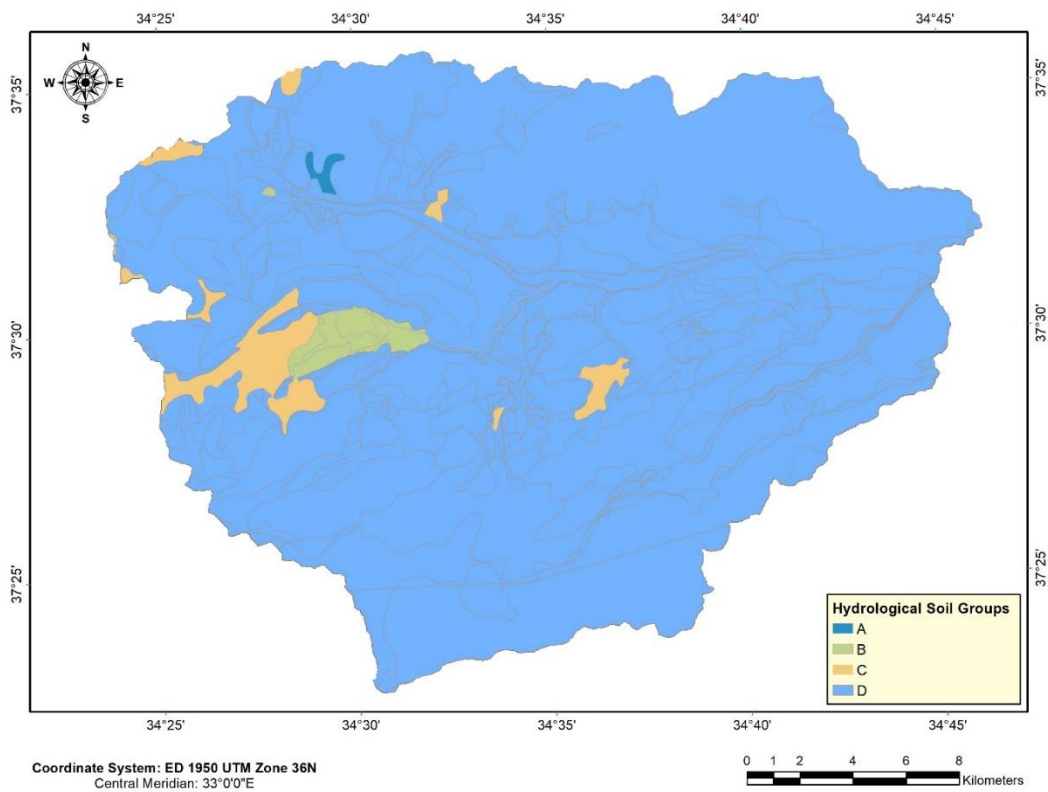 34°25' 34°30' 34°35' 34°40' 34°45'
N
W E
S
37°35' 37°35'
37°30' 37°30'
37°25' 37°25'
Hydrological Soil Groups
A
B
C
D
34°25' 34°30' 34°35' 34°40' 34°45'
Coordinate System: ED 1950 UTM Zone 36N
Central Meridian: 33°0'0"E
0 1 2 4 6 8
Kilometers